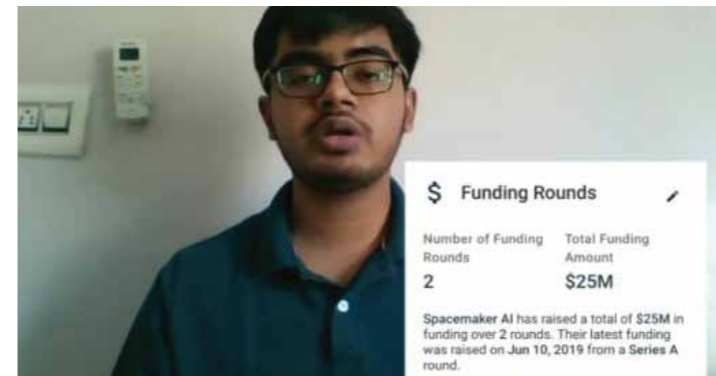 $ Funding Rounds
Number of Funding Total Funding
Rounds Amount
2 $25M
Spacemaker AI has raised a total of $25M in
funding over 2 rounds. Their latest funding
was raised on Jun 10, 2019 from a Series A
round.